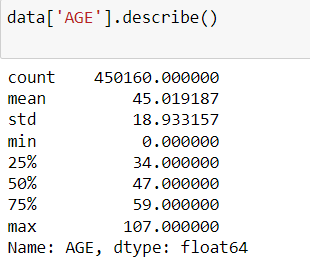 data['AGE'].describe()
count    450160.000000
mean         45.019187
std          18.933157
min           0.000000
25%          34.000000
50%          47.000000
75%          59.000000
max         107.000000
Name: AGE, dtype: float64